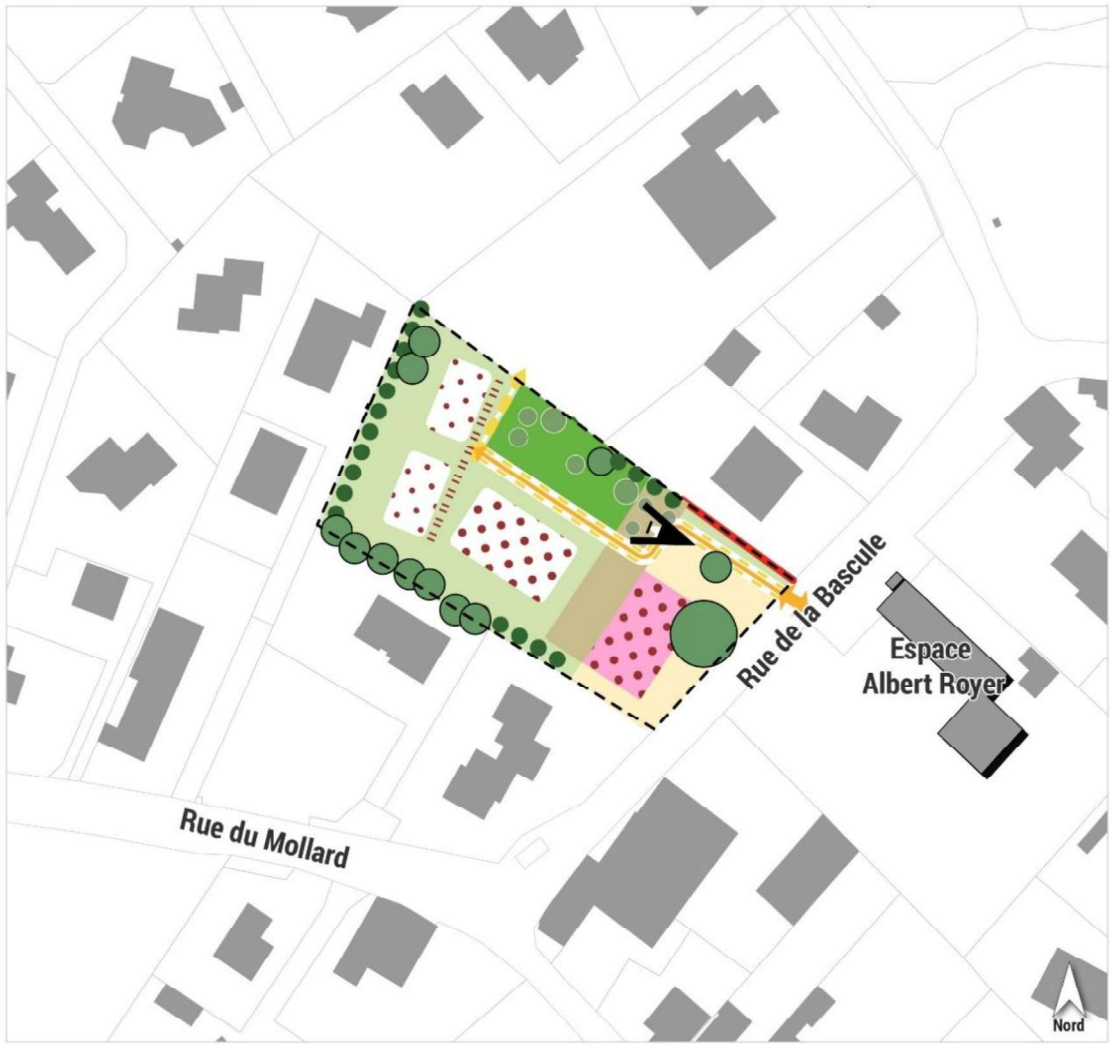 Rue de la Bascule
Espace
Albert Royer
Rue du Mollard
Nord